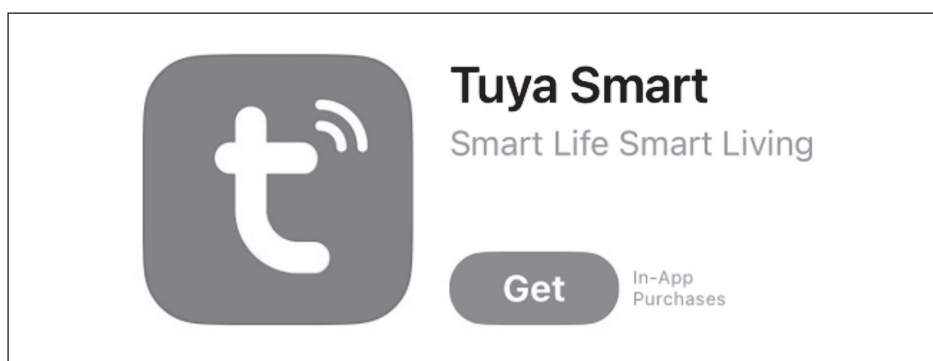 t
Tuya Smart
Smart Life Smart Living
Get
In-App
Purchases